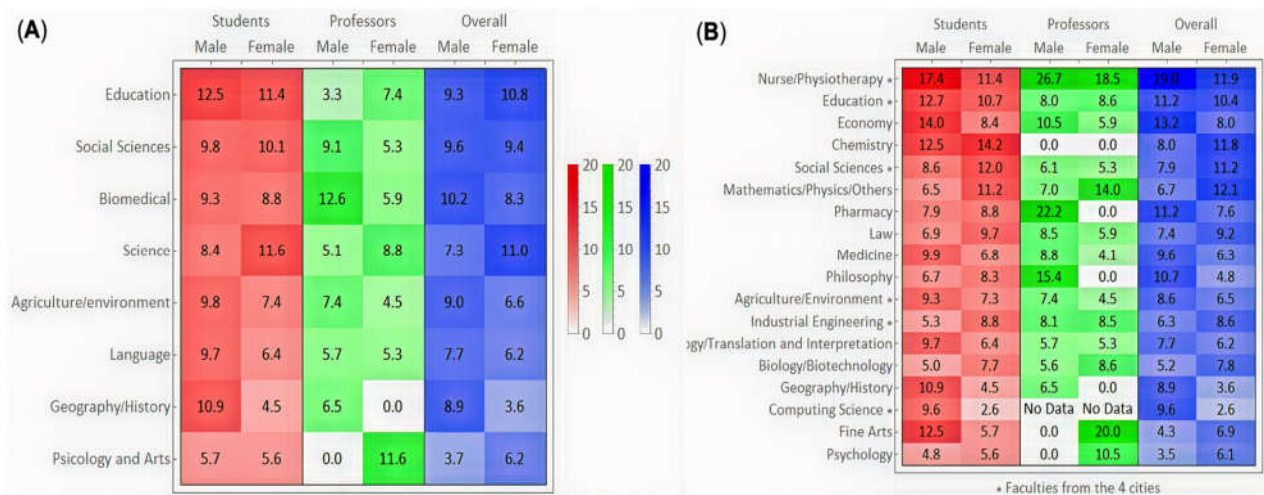 (A)
Students Professors Overall
Male Female Male Female Male Female
Education 12.5 11.4 3.3 7.4 9.3 10.8
Social Sciences 9.8 10.1 9.1 5.3 9.6 9.4
Biomedical 9.3 8.8 12.6 5.9 10.2 8.3
Science 8.4 11.6 5.1 8.8 7.3 11.0
Agriculture/environment 9.8 7.4 7.4 4.5 9.0 6.6
Language 9.7 6.4 5.7 5.3 7.7 6.2
Geography/History 10.9 4.5 6.5 0.0 8.9 3.6
Psicology and Arts 5.7 5.6 0.0 11.6 3.7 6.2
20 20 20
15 15 15
10 10 10
5 5 5
0 0 0
(B)
Students Professors Overall
Male Female Male Female Male Female
Nurse/Physiotherapy * 17.4 11.4 26.7 18.5 19.0 11.9
Education * 12.7 10.7 8.0 8.6 11.2 10.4
Economy 14.0 8.4 10.5 5.9 13.2 8.0
Chemistry 12.5 14.2 0.0 0.0 8.0 11.8
Social Sciences * 8.6 12.0 6.1 5.3 7.9 11.2
Mathematics/Physics/Others 6.5 11.2 7.0 14.0 6.7 12.1
Pharmacy 7.9 8.8 22.2 0.0 11.2 7.6
Law 6.9 9.7 8.5 5.9 7.4 9.2
Medicine 9.9 6.8 8.8 4.1 9.6 6.3
Philosophy 6.7 8.3 15.4 0.0 10.7 4.8
Agriculture/Environment * 9.3 7.3 7.4 4.5 8.6 6.5
Industrial Engineering * 5.3 8.8 8.1 8.5 6.3 8.6
ogy/Translation and Interpretation 9.7 6.4 5.7 5.3 7.7 6.2
Biology/Biotechnology 5.0 7.7 5.6 8.6 5.2 7.8
Geography/History 10.9 4.5 6.5 0.0 8.9 3.6
Computing Science * 9.6 2.6 No Data No Data 9.6 2.6
Fine Arts 12.5 5.7 0.0 20.0 4.3 6.9
Psychology 4.8 5.6 0.0 10.5 3.5 6.1
* Faculties from the 4 cities